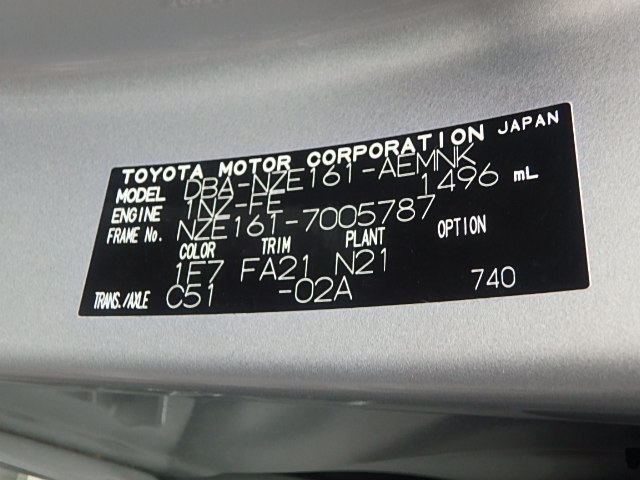 TOYOTA MOTOR CORPORATION JAPAN
MODEL DBA-NZE161-AEMNK
ENGINE 1NZ-FE 1496 mL
FRAME No. NZE161-7005787
COLOR TRIM PLANT OPTION
1F7 FA21 N21
TRANS./AXLE C51 -02A 740